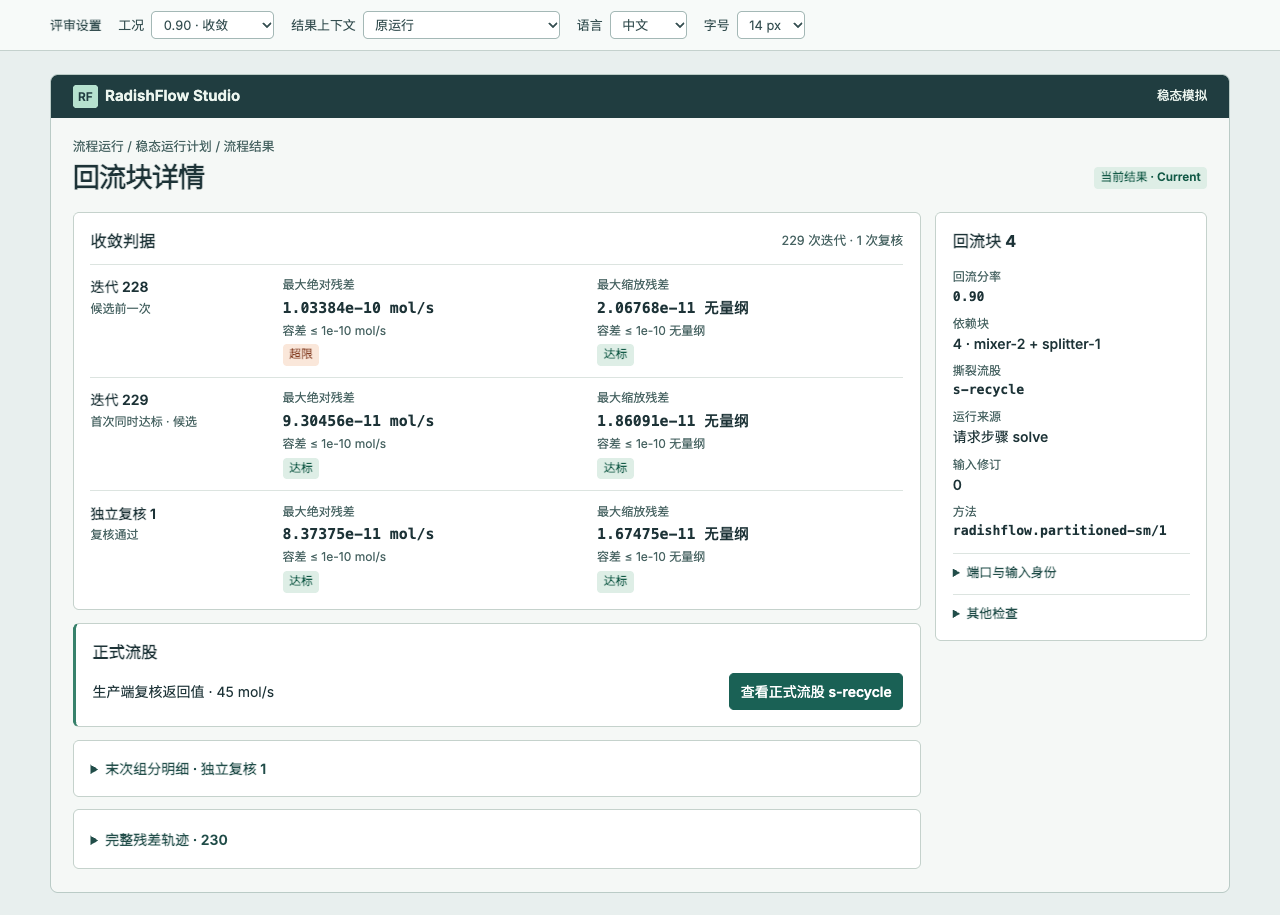 评审设置 工况 0.90 · 收敛 结果上下文 原运行 语言 中文 字号 14 px
RF RadishFlow Studio 稳态模拟
流程运行 / 稳态运行计划 / 流程结果
回流块详情
当前结果 · Current
收敛判据 229 次迭代 · 1 次复核
迭代 228
候选前一次
最大绝对残差
1.03384e−10 mol/s
容差 ≤ 1e-10 mol/s
超限
最大缩放残差
2.06768e−11 无量纲
容差 ≤ 1e-10 无量纲
达标
迭代 229
首次同时达标 · 候选
最大绝对残差
9.30456e−11 mol/s
容差 ≤ 1e-10 mol/s
达标
最大缩放残差
1.86091e−11 无量纲
容差 ≤ 1e-10 无量纲
达标
独立复核 1
复核通过
最大绝对残差
8.37375e−11 mol/s
容差 ≤ 1e-10 mol/s
达标
最大缩放残差
1.67475e−11 无量纲
容差 ≤ 1e-10 无量纲
达标
正式流股
生产端复核返回值 · 45 mol/s
查看正式流股 s-recycle
末次组分明细 · 独立复核 1
完整残差轨迹 · 230
回流块 4
回流分率
0.90
依赖块
4 · mixer-2 + splitter-1
撕裂流股
s−recycle
运行来源
请求步骤 solve
输入修订
0
方法
radishflow.partitioned−sm/1
端口与输入身份
其他检查